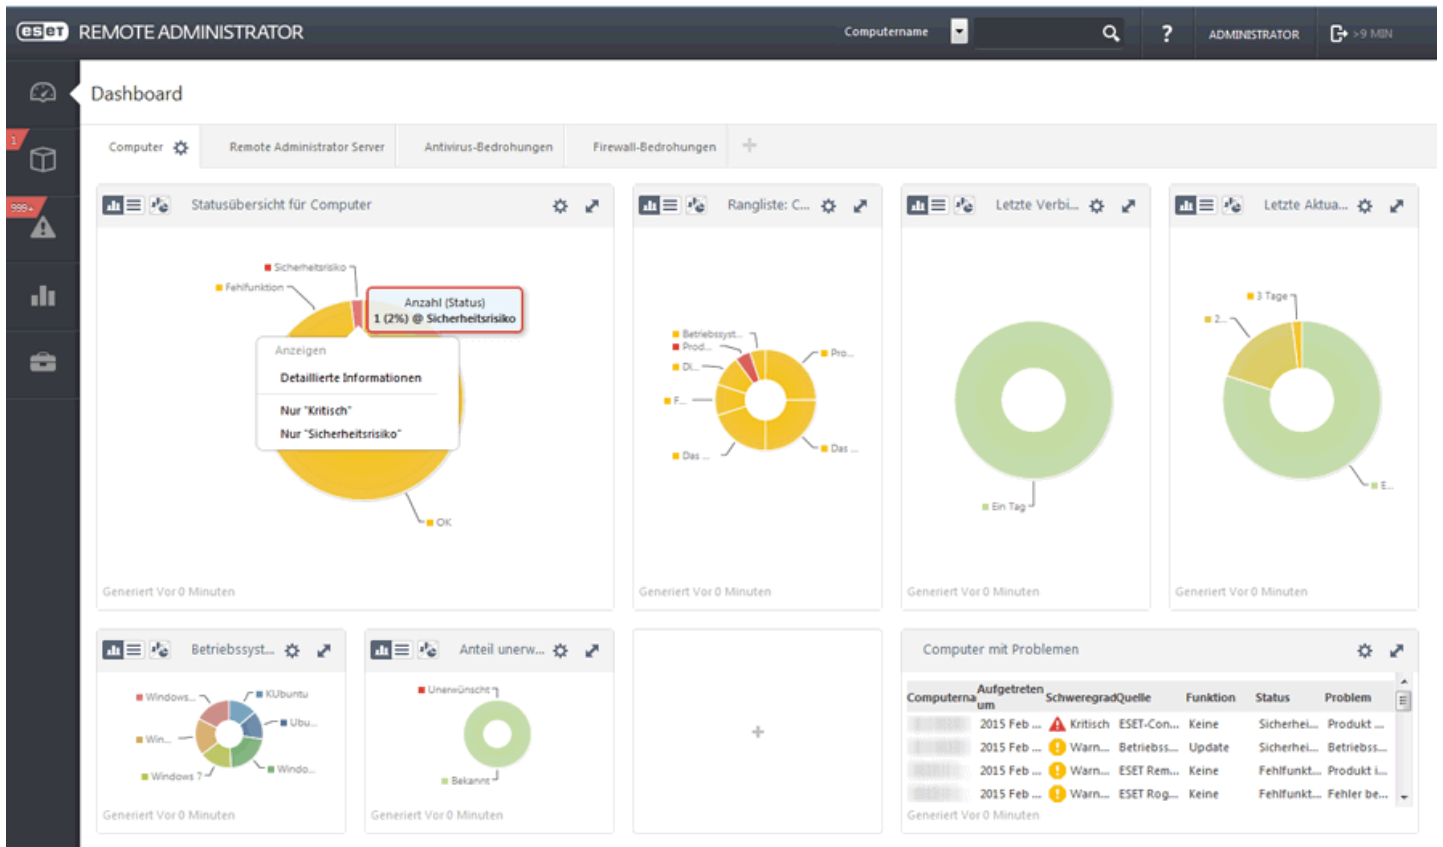 eset REMOTE ADMINISTRATOR
Computername
?
ADMINISTRATOR
>9 MIN
Dashboard
1
999+
Computer
Remote Administrator Server
Antivirus-Bedrohungen
Firewall-Bedrohungen
Statusübersicht für Computer
Sicherheitsrisiko
Fehlfunktion
Anzahl (Status)
1 (2%) @ Sicherheitsrisiko
Anzeigen
Detaillierte Informationen
Nur "Kritisch"
Nur "Sicherheitsrisiko"
OK
Generiert Vor 0 Minuten
Rangliste: C...
Betriebssyst...
Prod...
Di...
F...
Das ...
Pro...
Das ...
Generiert Vor 0 Minuten
Letzte Verbi...
Ein Tag
Generiert Vor 0 Minuten
Letzte Aktua...
3 Tage
2...
E...
Generiert Vor 0 Minuten
Betriebssyst...
Windows...
KUbuntu
Ubu...
Win...
Windo...
Windows 7
Generiert Vor 0 Minuten
Anteil unerw...
Unerwünscht
Bekannt
Generiert Vor 0 Minuten
Computer mit Problemen
Computerna Aufgetreten um Schweregrad Quelle Funktion Status Problem
2015 Feb ... Kritisch ESET-Con... Keine Sicherhei... Produkt ...
2015 Feb ... Warn... Betriebss... Update Sicherhei... Betriebss...
2015 Feb ... Warn... ESET Rem... Keine Fehlfunkt... Produkt i...
2015 Feb ... Warn... ESET Rog... Keine Fehlfunkt... Fehler be...
Generiert Vor 0 Minuten